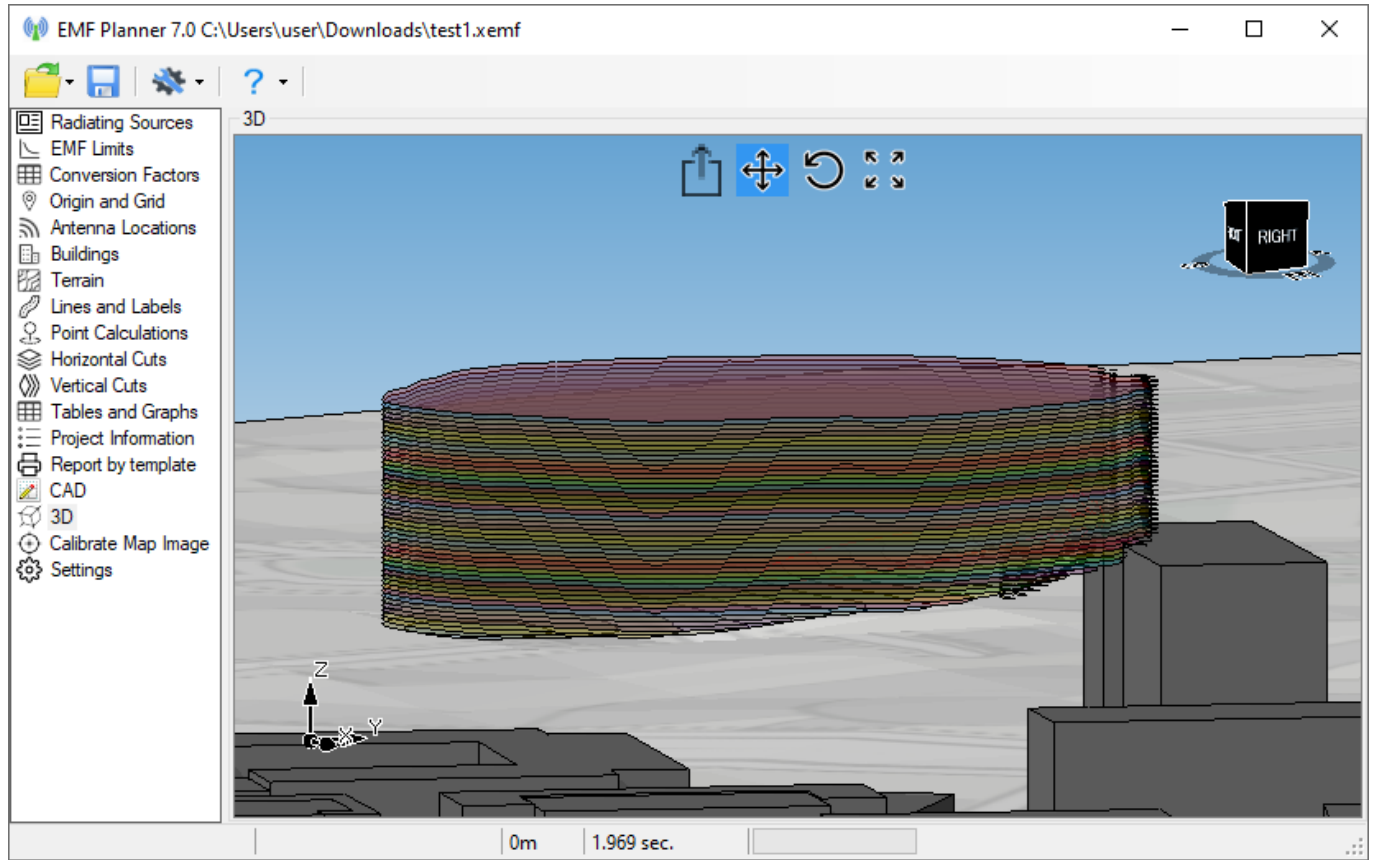 EMF Planner 7.0 C:\Users\user\Downloads\test1.xemf
3D
Radiating Sources
EMF Limits
Conversion Factors
Origin and Grid
Antenna Locations
Buildings
Terrain
Lines and Labels
Point Calculations
Horizontal Cuts
Vertical Cuts
Tables and Graphs
Project Information
Report by template
CAD
3D
Calibrate Map Image
Settings
RIGHT
Z
X
Y
0m
1.969 sec.